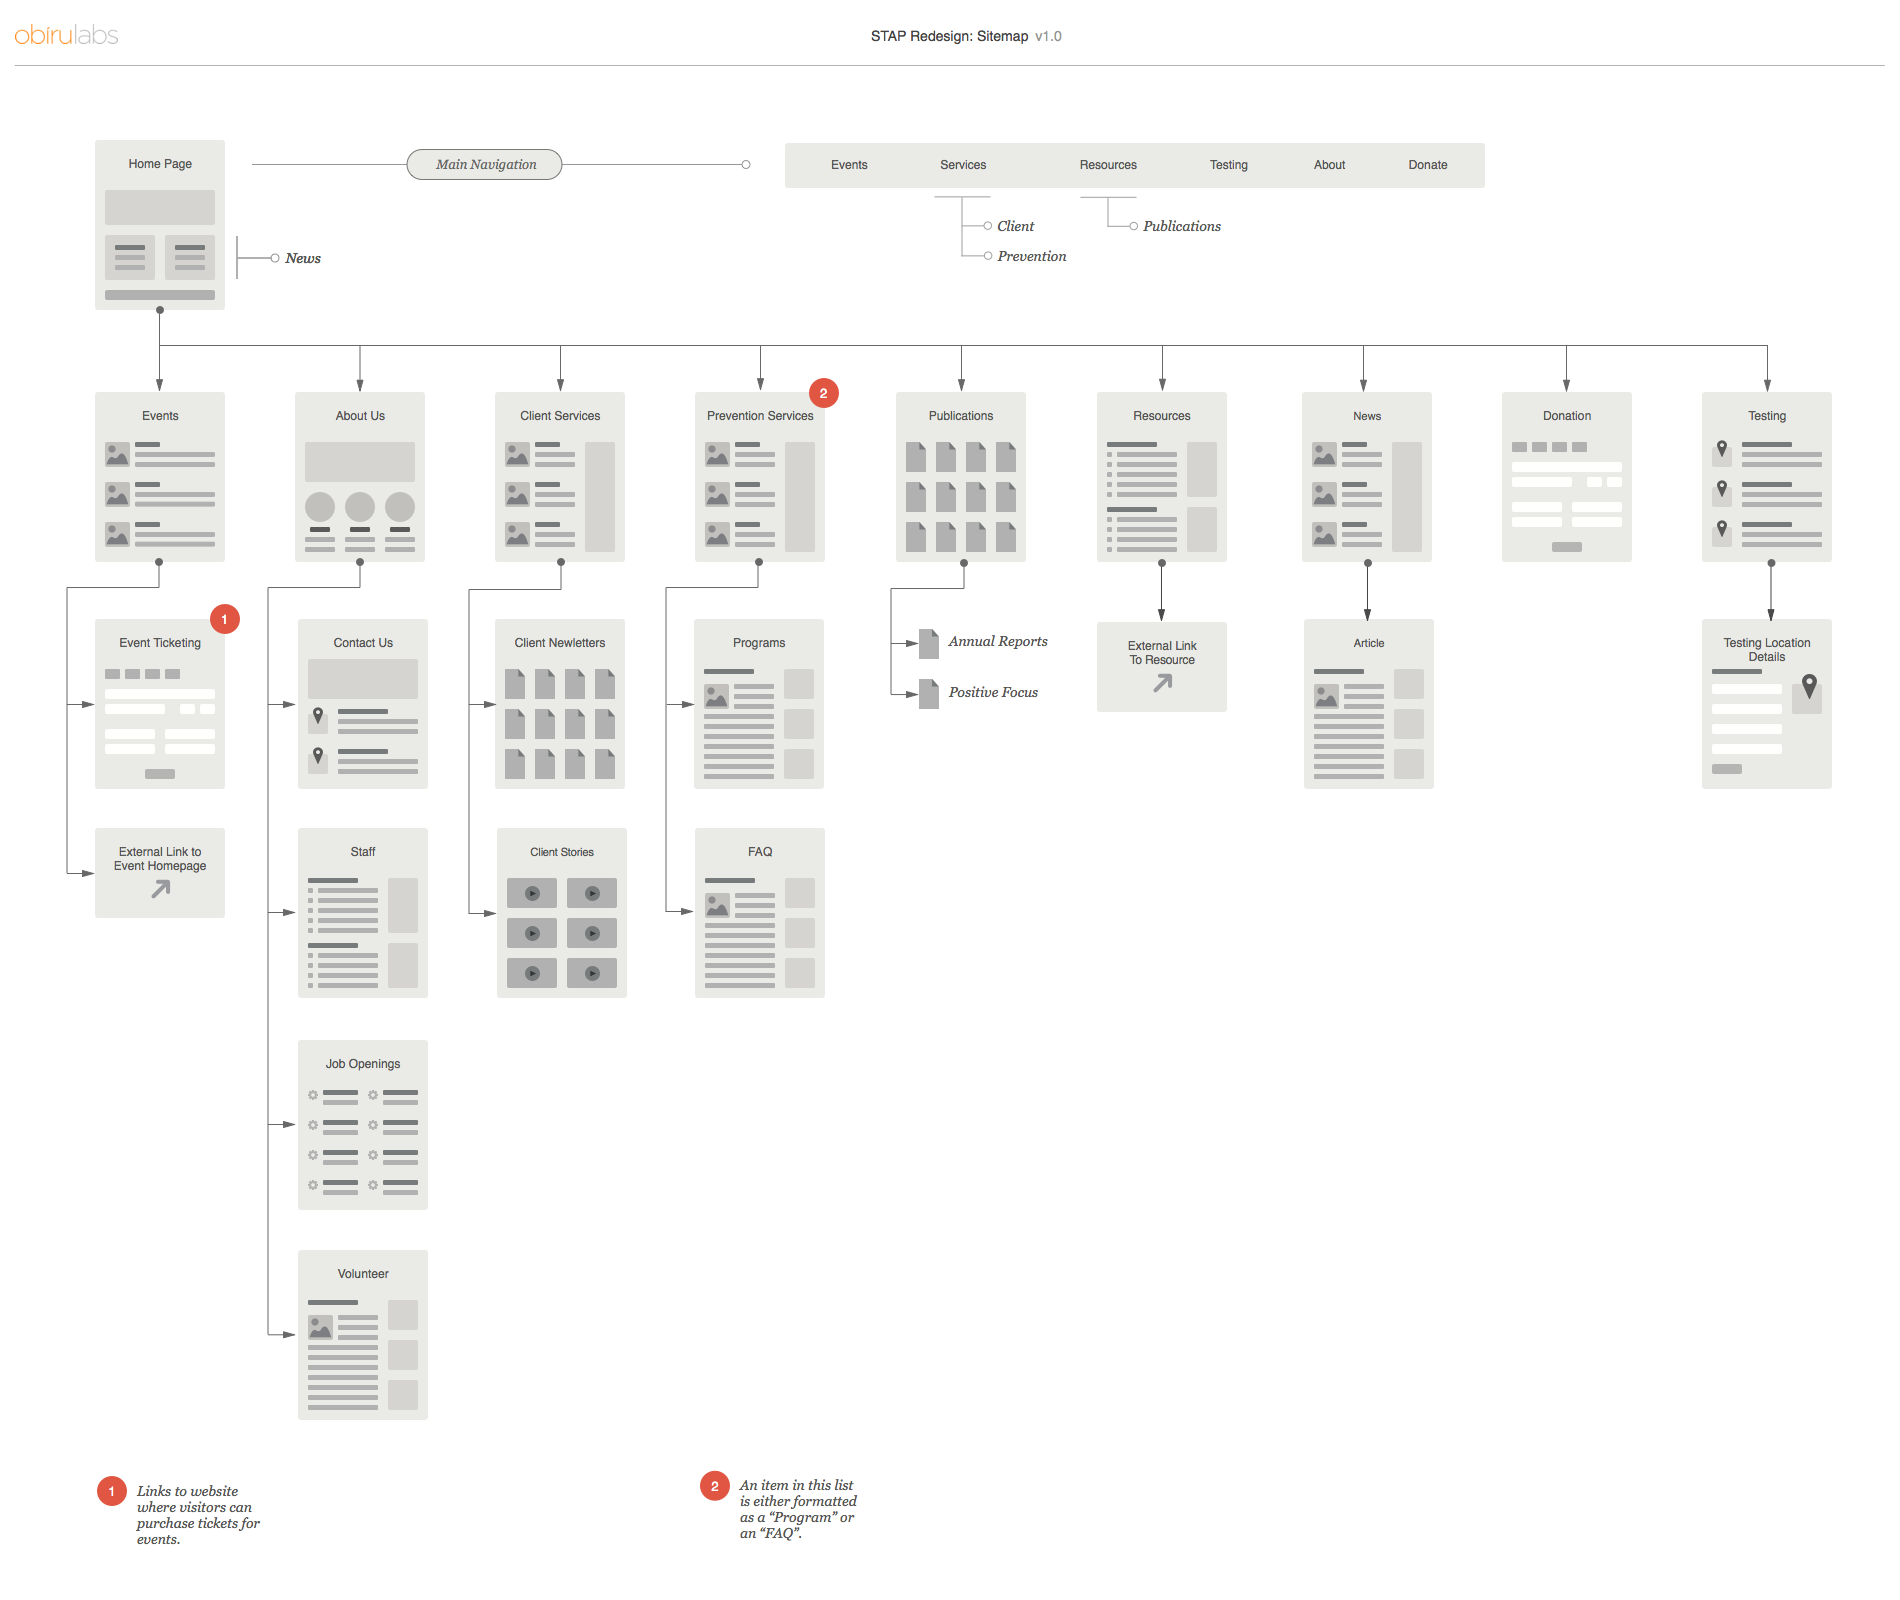 obirulabs
STAP Redesign: Sitemap v1.0
Home Page
Main Navigation
Events Services Resources Testing About Donate
Client
Prevention
Publications
News
Events
About Us
Client Services
Prevention Services
2
Publications
Resources
News
Donation
Testing
Event Ticketing
1
Contact Us
Client Newletters
Programs
Annual Reports
Positive Focus
External Link
To Resource
Article
Testing Location
Details
External Link to
Event Homepage
Staff
Client Stories
FAQ
Job Openings
Volunteer
1
Links to website
where visitors can
purchase tickets for
events.
2
An item in this list
is either formatted
as a “Program” or
an “FAQ”.